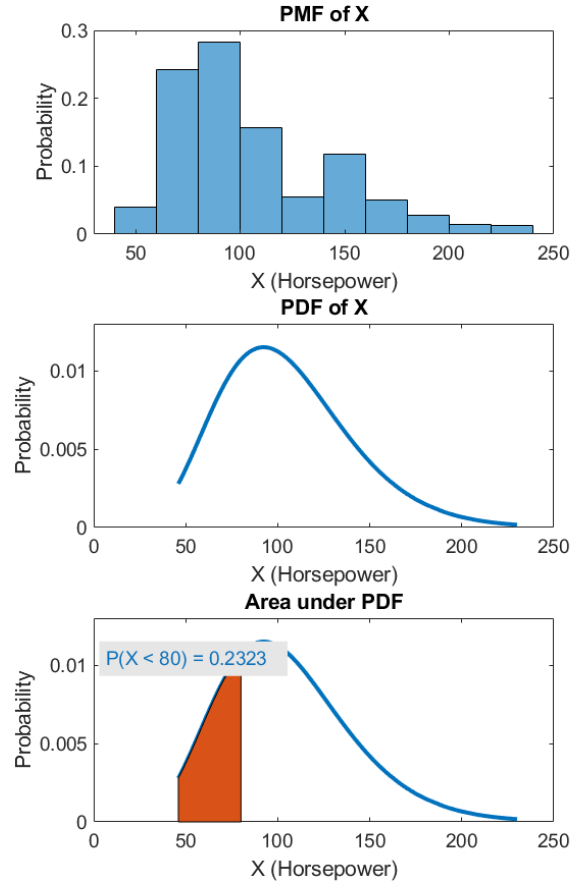 PMF of X
0.3
0.2
0.1
0
Probability
50 100 150 200 250
X (Horsepower)
PDF of X
0.01
0.005
0
Probability
0 50 100 150 200 250
X (Horsepower)
Area under PDF
P(X < 80) = 0.2323
0.01
0.005
0
Probability
0 50 100 150 200 250
X (Horsepower)